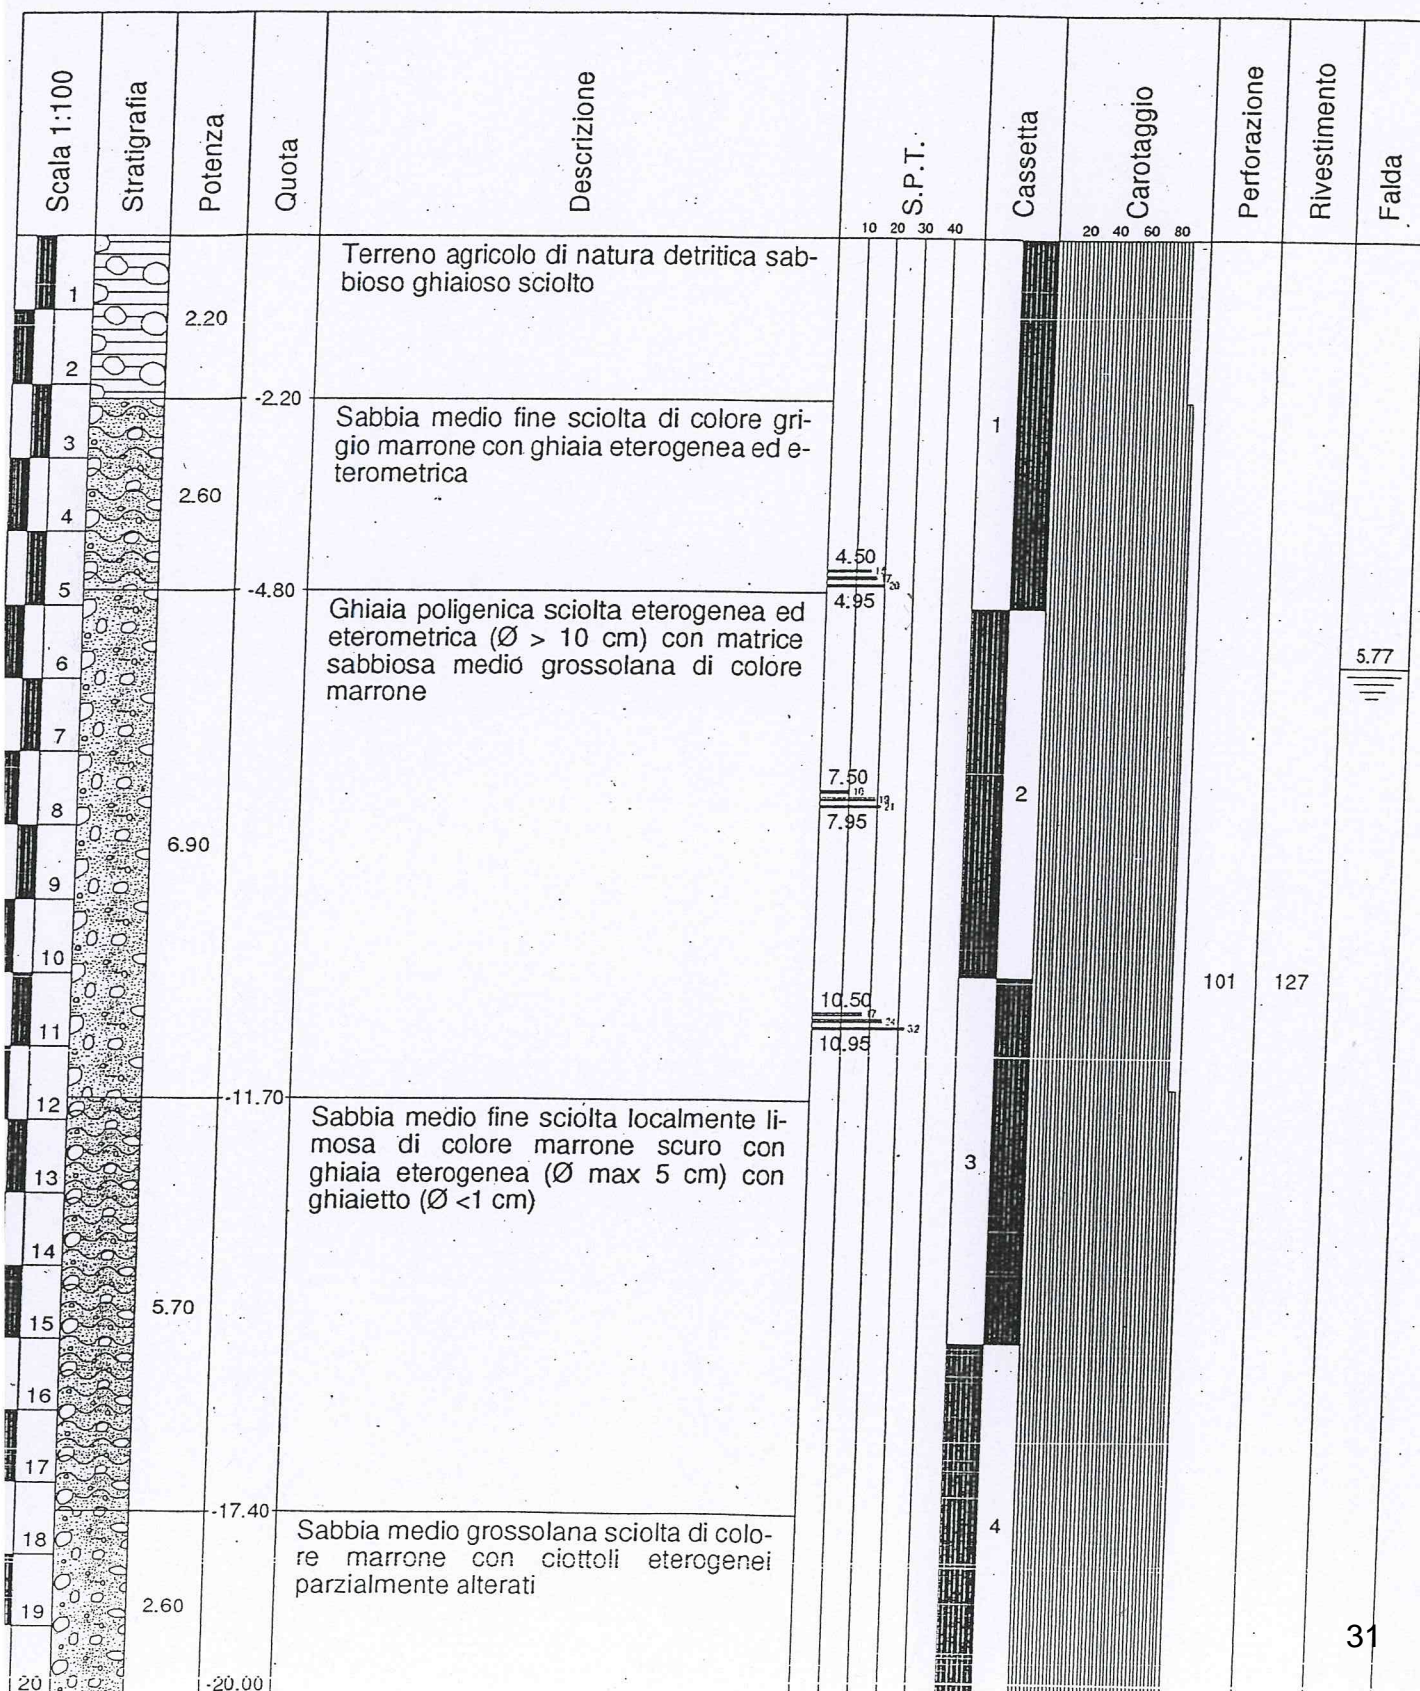 Scala 1:100
Stratigrafia
Potenza
Quota
Descrizione
S.P.T.
Cassetta
Carotaggio
Perforazione
Rivestimento
Falda
10 20 30 40
20 40 60 80
Terreno agricolo di natura detritica sab-
bioso ghiaioso sciolto
1
2.20
2
-2.20
Sabbia medio fine sciolta di colore gri-
gio marrone con ghiaia eterogenea ed e-
terometrica
1
3
2.60
4
4.50
17
20
4.95
5
-4.80
Ghiaia poligenica sciolta eterogenea ed
eterometrica (Ø > 10 cm) con matrice
sabbiosa medio grossolana di colore
marrone
5.77
6
7
7.50
21
7.95
2
8
6.90
9
10
101
127
10.50
17
32
10.95
11
12
-11.70
Sabbia medio fine sciolta localmente li-
mosa di colore marrone scuro con
ghiaia eterogenea (Ø max 5 cm) con
ghiaietto (Ø <1 cm)
3
13
14
5.70
15
16
17
-17.40
Sabbia medio grossolana sciolta di colo-
re marrone con ciottoli eterogenei
parzialmente alterati
4
18
2.60
19
31
20
-20.00